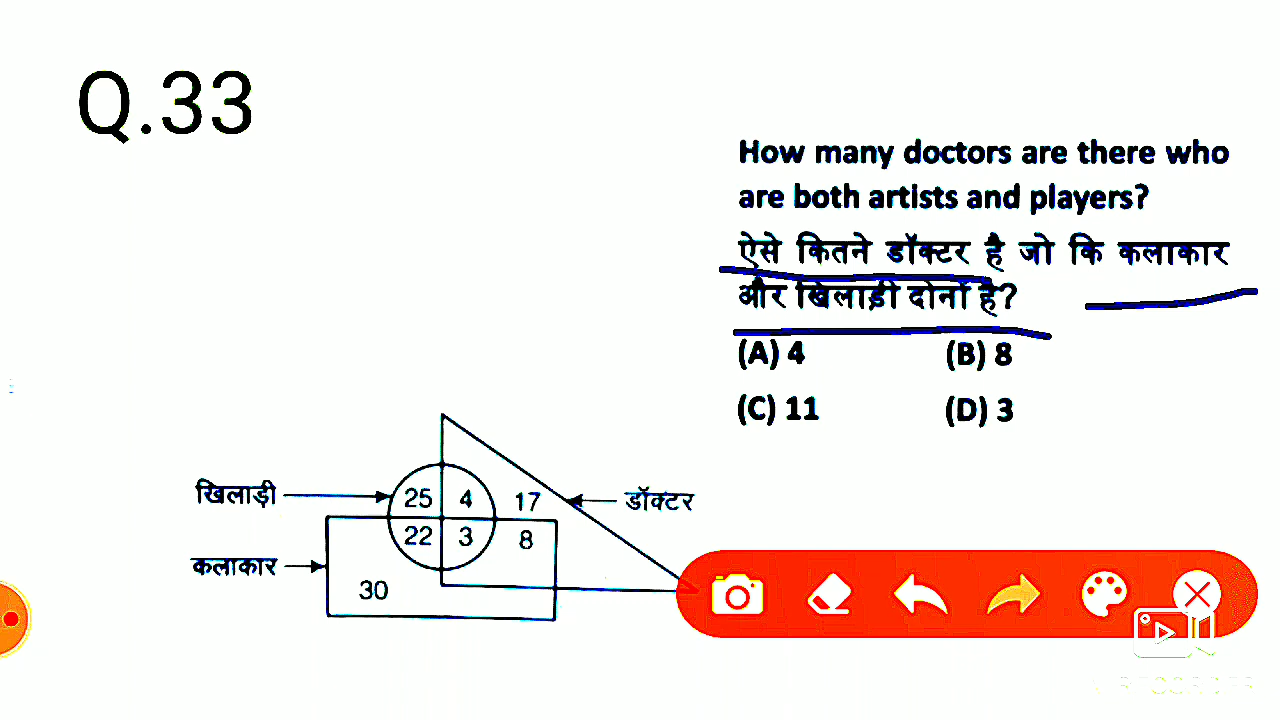 Q.33
How many doctors are there who
are both artists and players?
ऐसे कितने डॉक्टर है जो कि कलाकार
और खिलाड़ी दोनों है?
(A) 4 (B) 8
(C) 11 (D) 3
खिलाड़ी 25 4 17 डॉक्टर
22 3 8
कलाकार
30